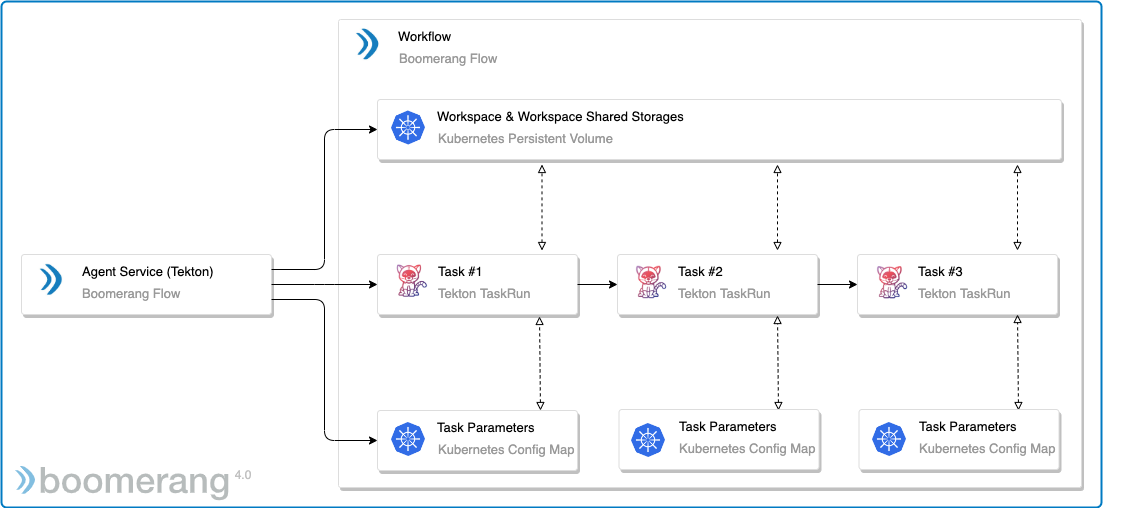 Workflow
Boomerang Flow
Workspace & Workspace Shared Storages
Kubernetes Persistent Volume
Agent Service (Tekton)
Boomerang Flow
Task #1
Tekton TaskRun
Task #2
Tekton TaskRun
Task #3
Tekton TaskRun
Task Parameters
Kubernetes Config Map
Task Parameters
Kubernetes Config Map
Task Parameters
Kubernetes Config Map
boomerang 4.0